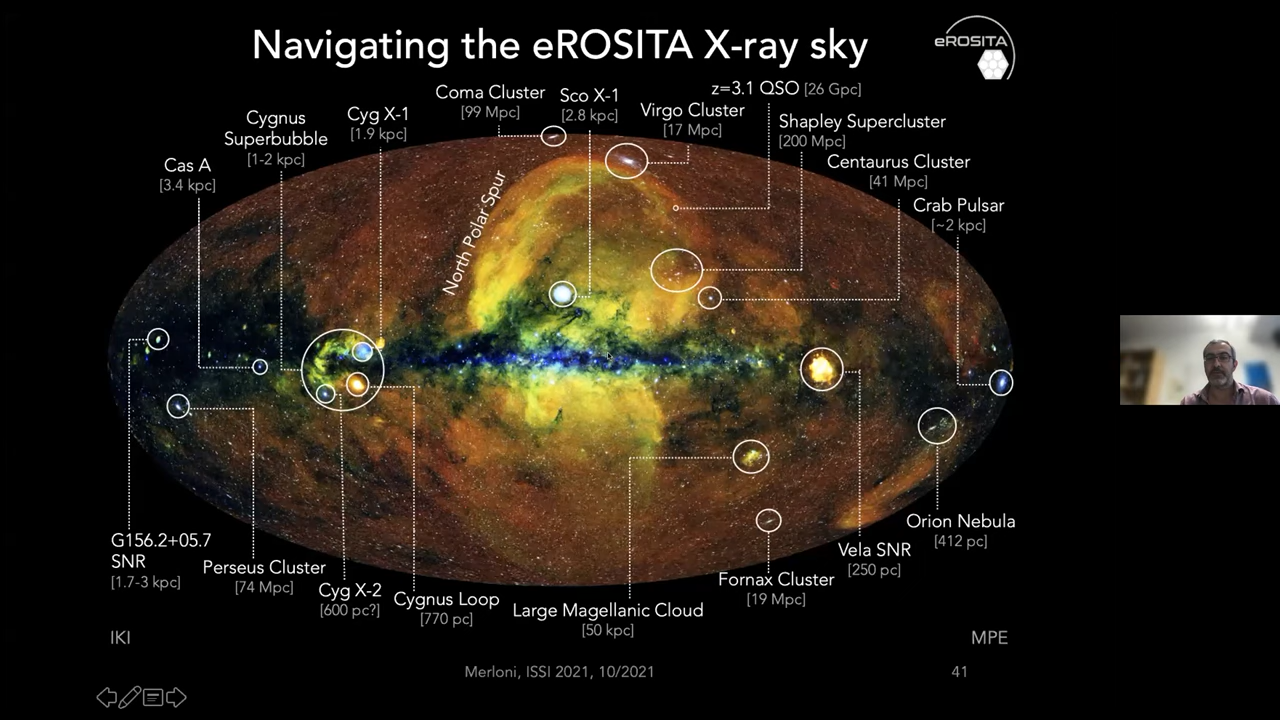 Navigating the eROSITA X-ray sky
eROSITA
z=3.1 QSO [26 Gpc]
Coma Cluster
[99 Mpc]
Sco X-1
[2.8 kpc]
Virgo Cluster
[17 Mpc]
Cyg X-1
[1.9 kpc]
Cygnus
Superbubble
[1-2 kpc]
Shapley Supercluster
[200 Mpc]
Cas A
[3.4 kpc]
Centaurus Cluster
[41 Mpc]
Crab Pulsar
[~2 kpc]
North Polar Spur
G156.2+05.7
SNR
[1.7-3 kpc]
Perseus Cluster
[74 Mpc]
Cyg X-2
[600 pc?]
Cygnus Loop
[770 pc]
Large Magellanic Cloud
[50 kpc]
Fornax Cluster
[19 Mpc]
Vela SNR
[250 pc]
Orion Nebula
[412 pc]
IKI
MPE
Merloni, ISSI 2021, 10/2021
41